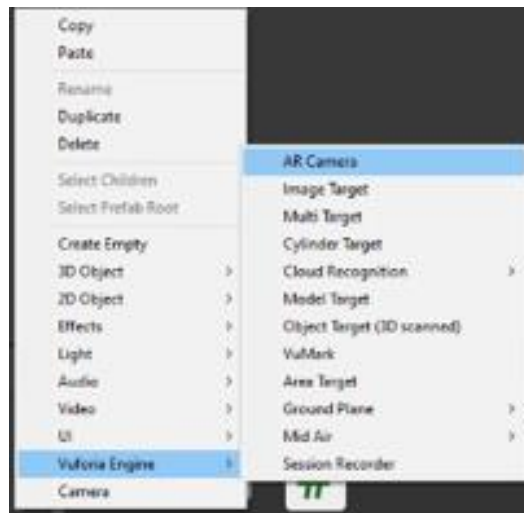 Copy
Paste
Rename
Duplicate
Delete
Select Children
Select Prefab Root
Create Empty
3D Object
2D Object
Effects
Light
Audio
Video
UI
Vuforia Engine
Camera
AR Camera
Image Target
Multi Target
Cylinder Target
Cloud Recognition
Model Target
Object Target (3D scanned)
VuMark
Area Target
Ground Plane
Mid Air
Session Recorder